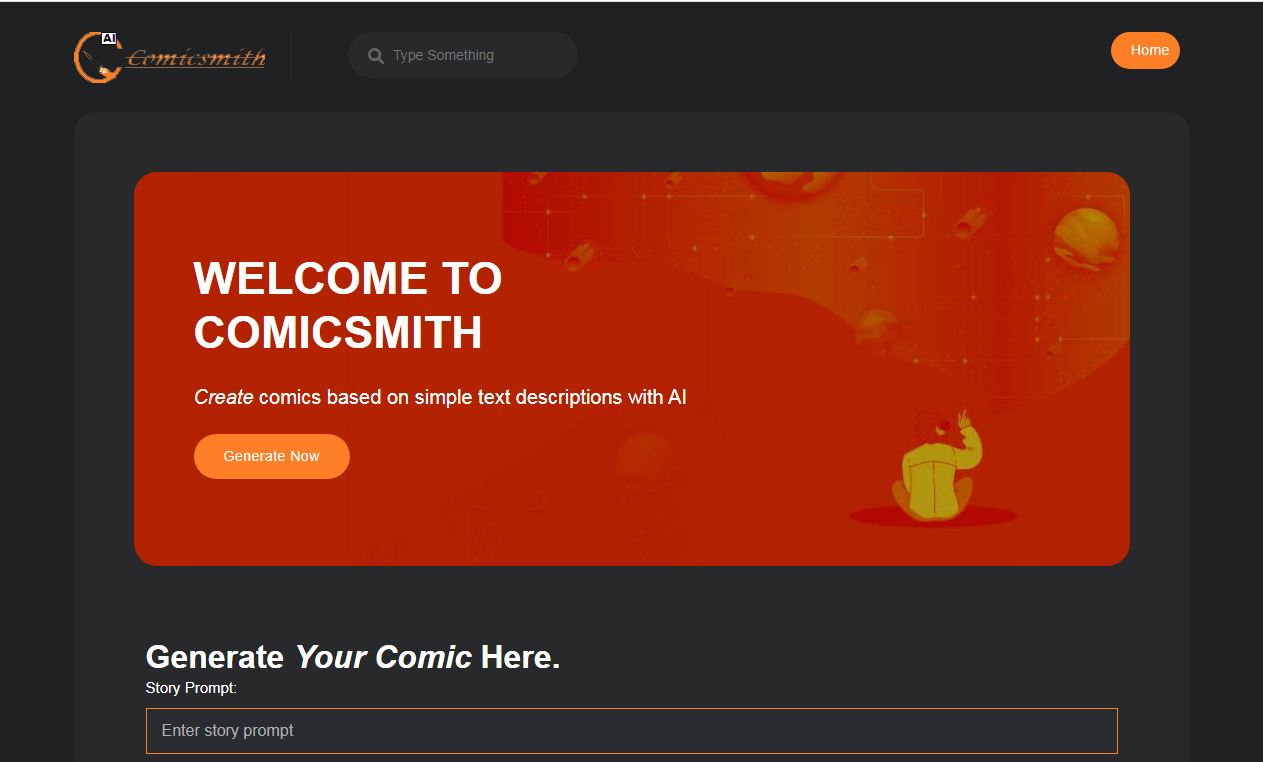 AI
Comicsmith
Type Something
Home
WELCOME TO
COMICSMITH
Create comics based on simple text descriptions with AI
Generate Now
Generate Your Comic Here.
Story Prompt:
Enter story prompt